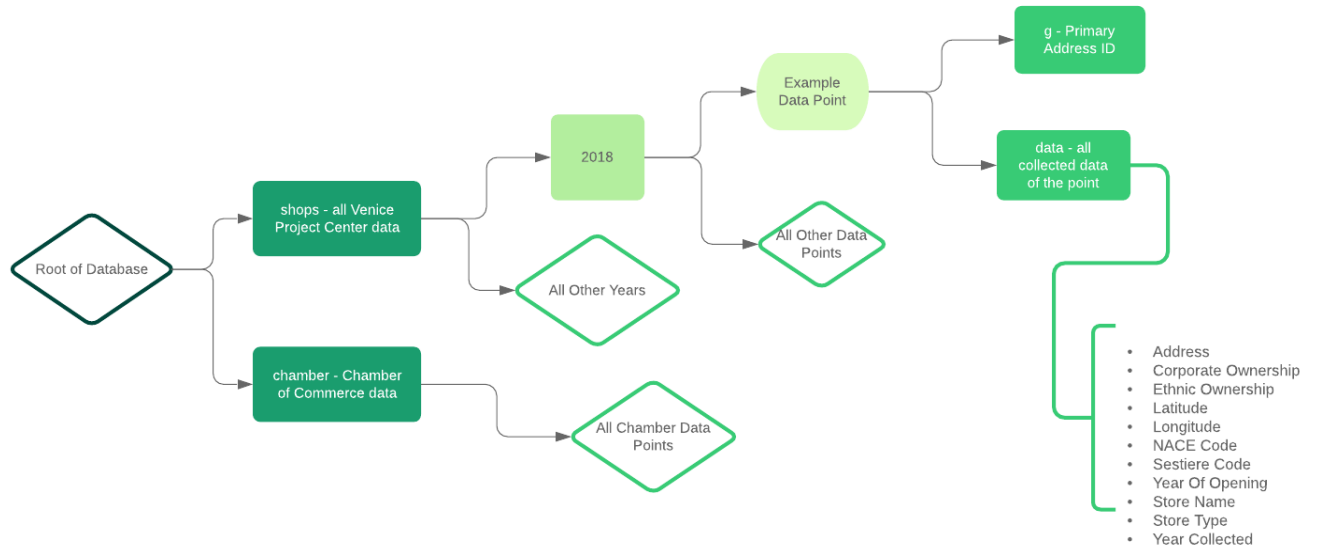 g - Primary
Address ID
Example
Data Point
data - all
collected data
of the point
2018
shops - all Venice
Project Center data
All Other Data
Points
Root of Database
All Other Years
chamber - Chamber
of Commerce data
All Chamber Data
Points
• Address
• Corporate Ownership
• Ethnic Ownership
• Latitude
• Longitude
• NACE Code
• Sestiere Code
• Year Of Opening
• Store Name
• Store Type
• Year Collected